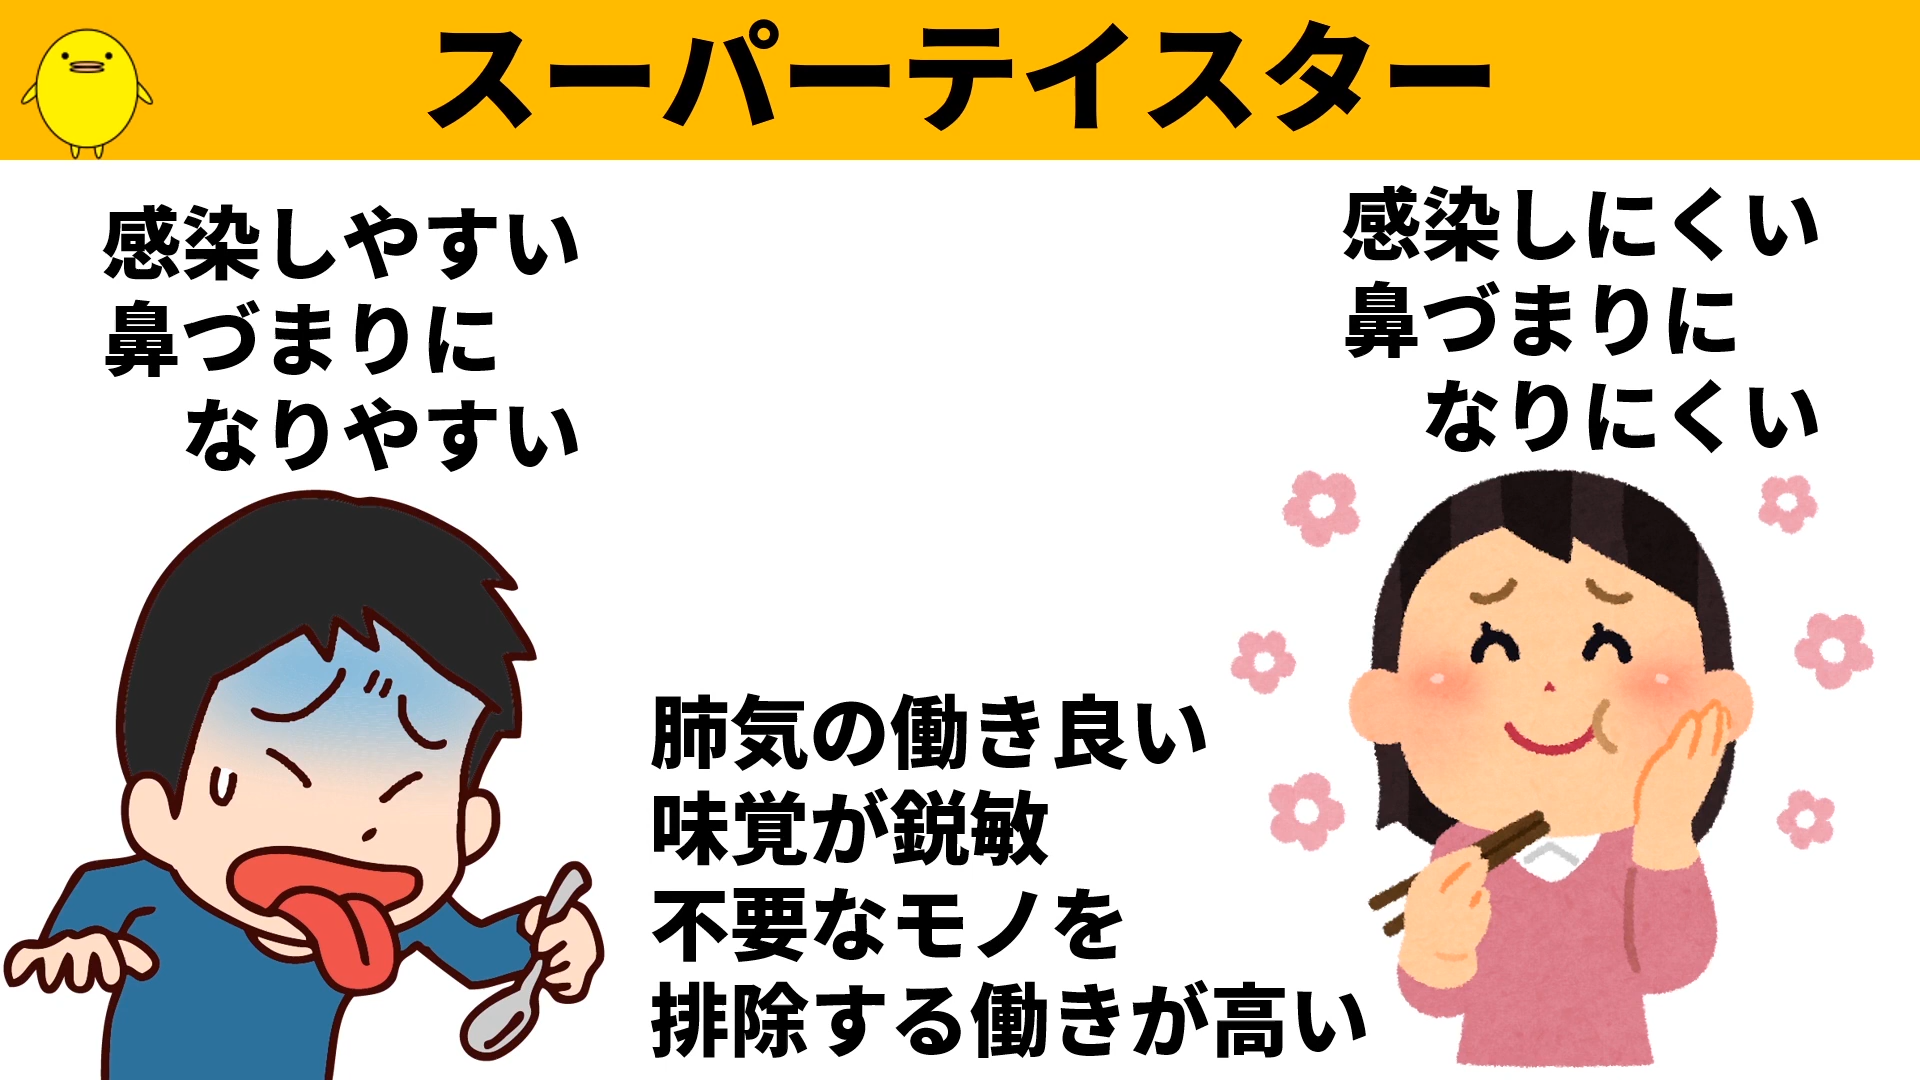 スーパーテイスター
感染しやすい
鼻づまりに
なりやすい
感染しにくい
鼻づまりに
なりにくい
肺気の働き良い
味覚が鋭敏
不要なモノを
排除する働きが高い